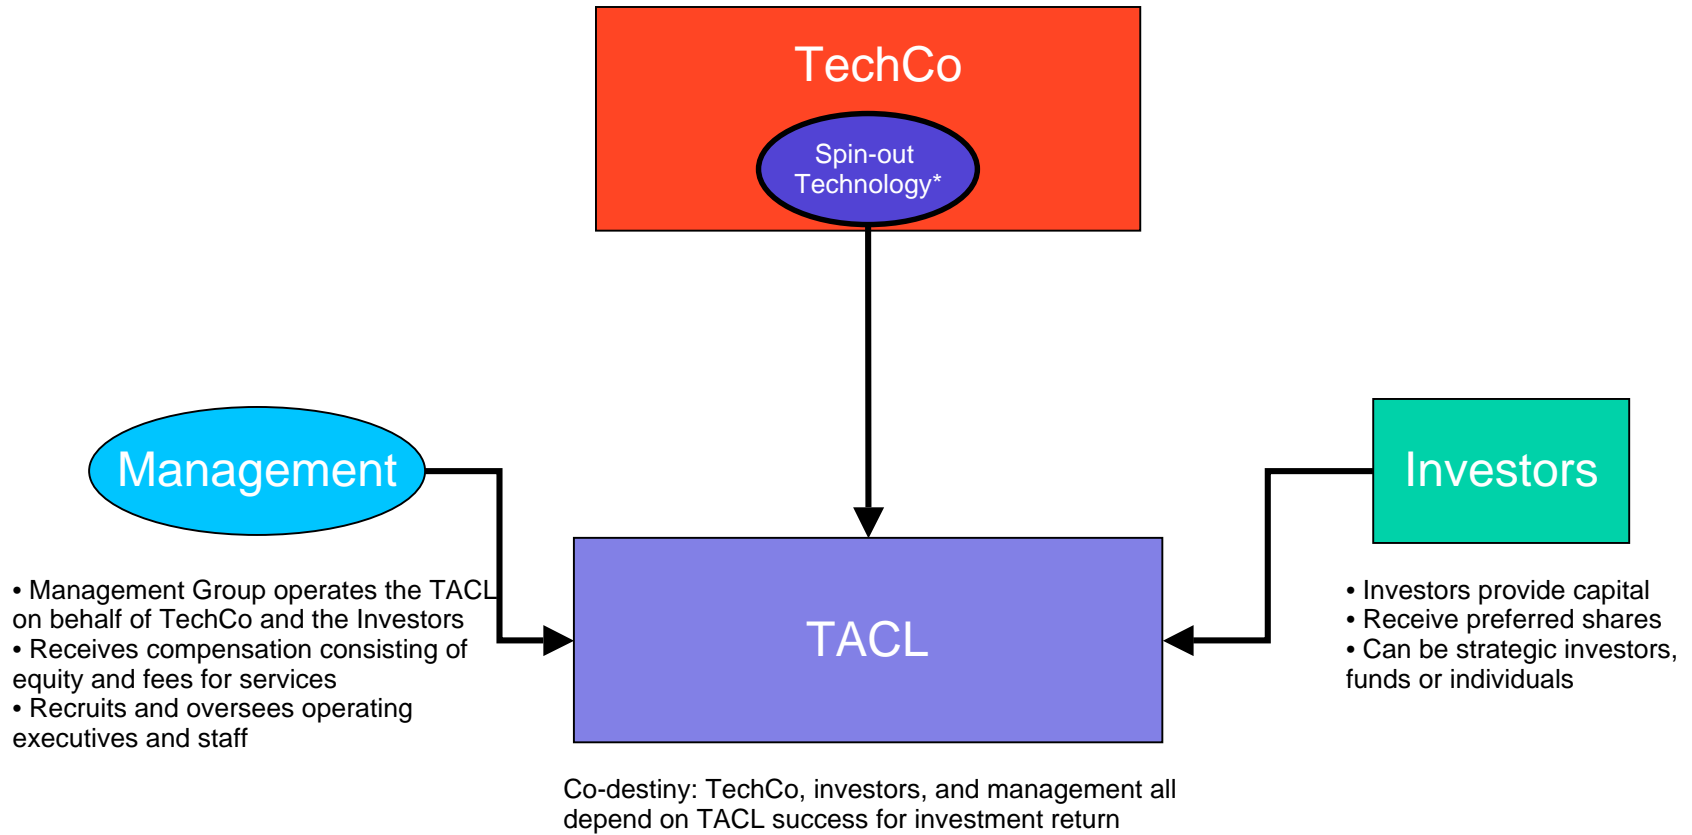 TechCo
Spin-out
Technology*
Management
Investors
• Management Group operates the TACL
on behalf of TechCo and the Investors
• Receives compensation consisting of
equity and fees for services
• Recruits and oversees operating
executives and staff
TACL
• Investors provide capital
• Receive preferred shares
• Can be strategic investors,
funds or individuals
Co-destiny: TechCo, investors, and management all
depend on TACL success for investment return